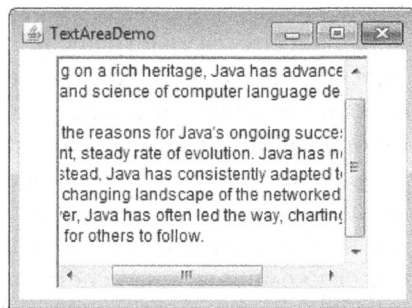 TextAreaDemo
g on a rich heritage, Java has advance
and science of computer language de
the reasons for Java's ongoing succe
nt, steady rate of evolution. Java has n
stead, Java has consistently adapted t
changing landscape of the networked
er, Java has often led the way, charting
for others to follow.